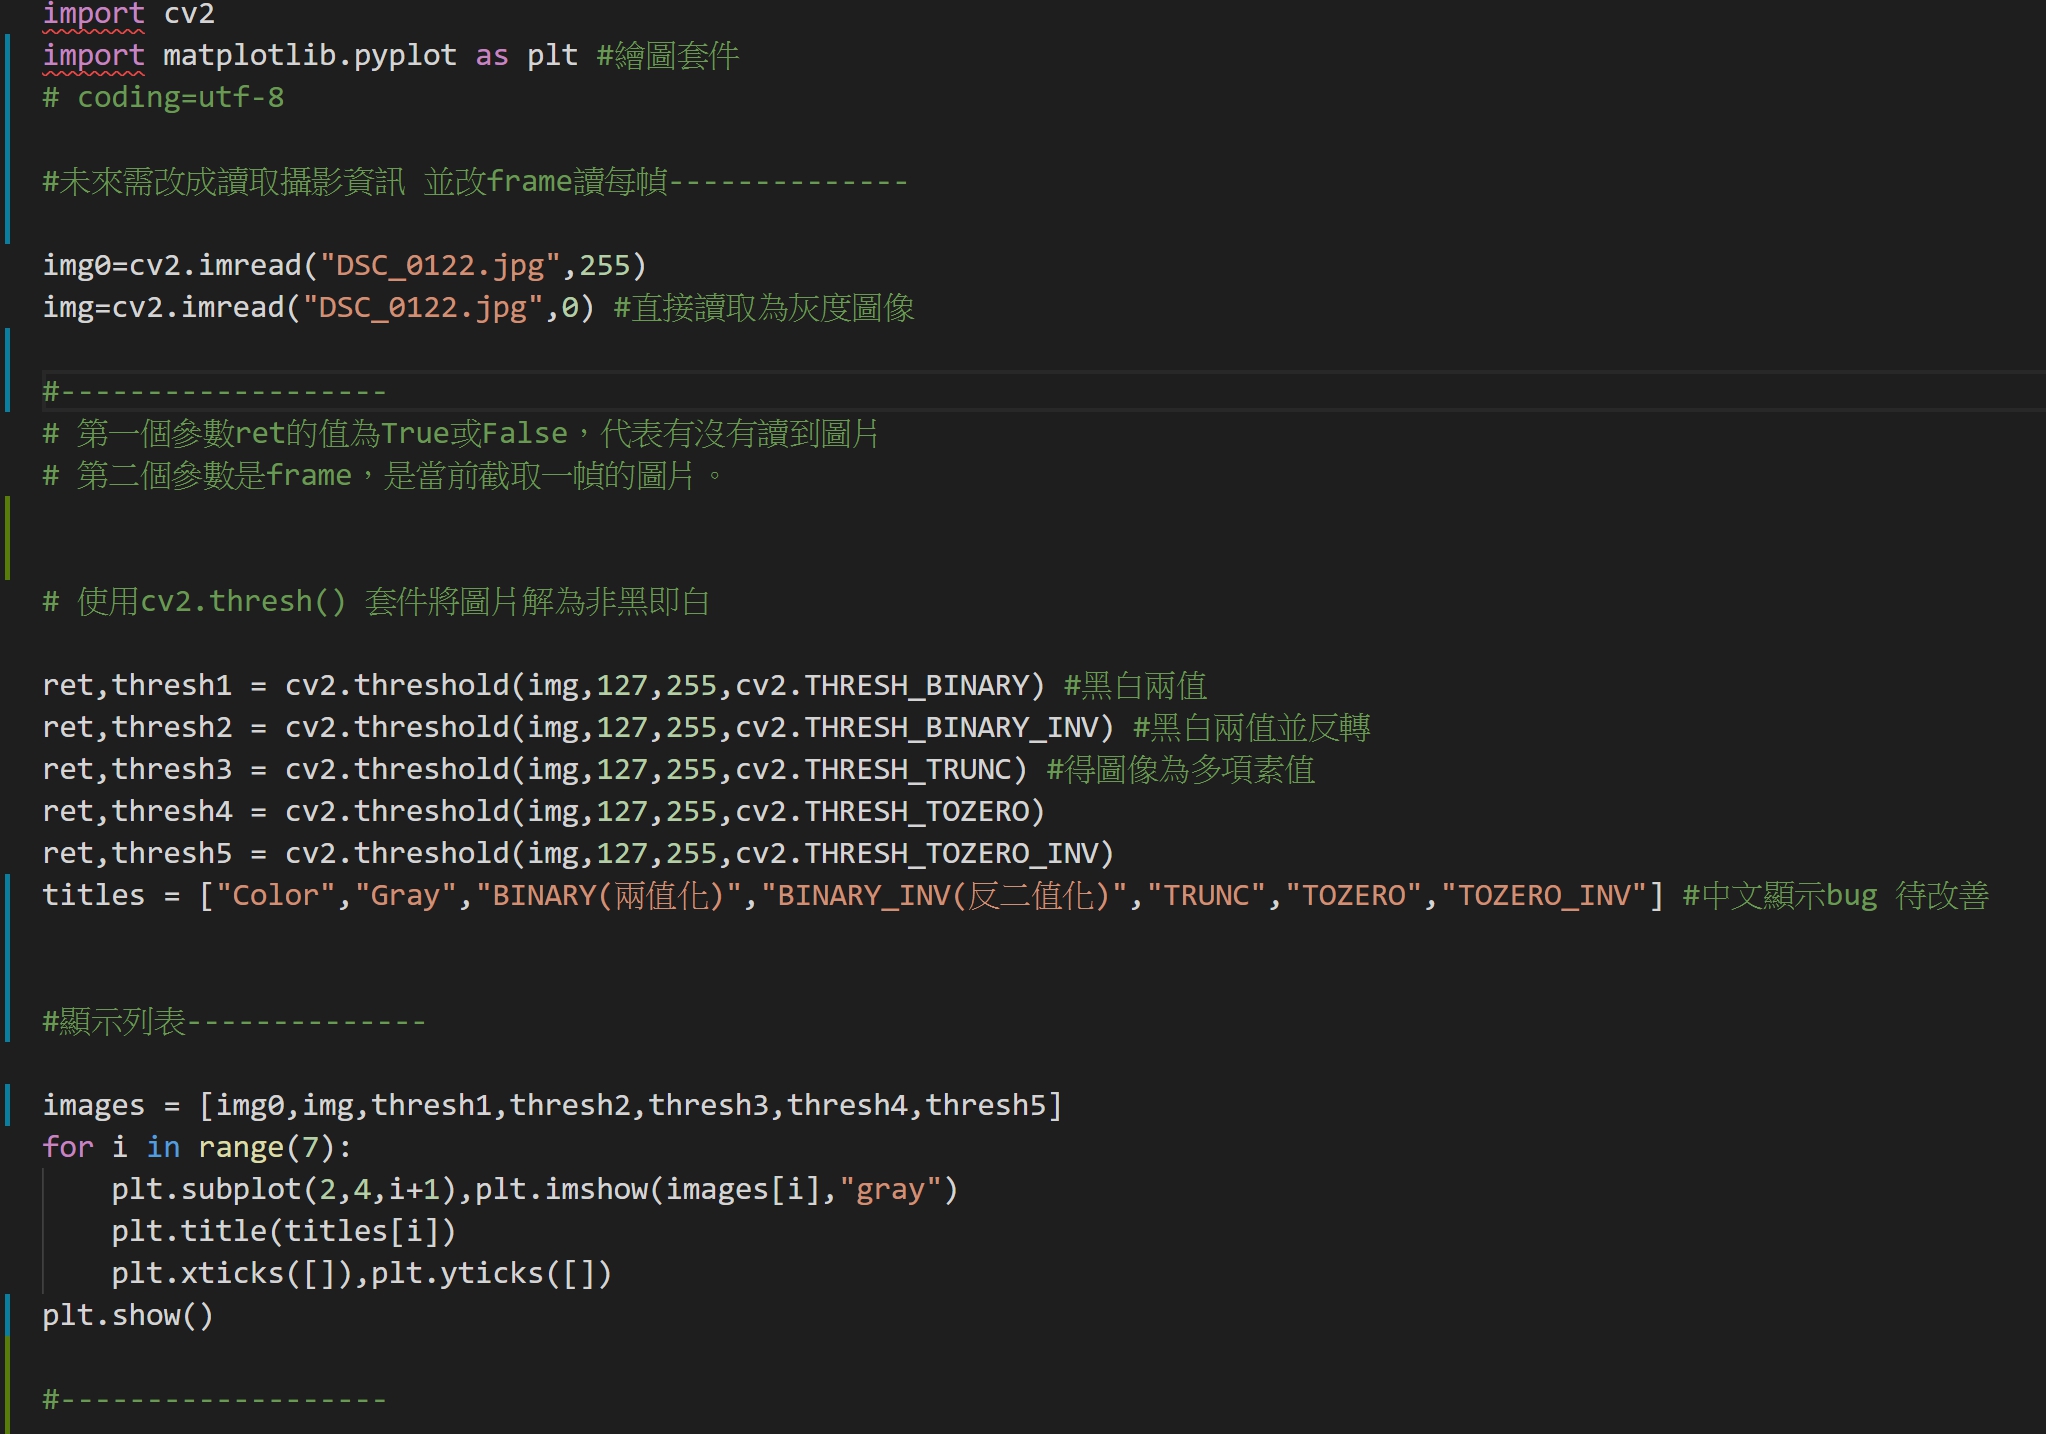 import cv2
import matplotlib.pyplot as plt #繪圖套件
# coding=utf-8
#未來需改成讀取攝影資訊 並改frame讀每幀--------------
img0=cv2.imread("DSC_0122.jpg",255)
img=cv2.imread("DSC_0122.jpg",0) #直接讀取為灰度圖像
#-------------------
# 第一個參數ret的值為True或False，代表有沒有讀到圖片
# 第二個參數是frame，是當前截取一幀的圖片。
# 使用cv2.thresh() 套件將圖片解為非黑即白
ret,thresh1 = cv2.threshold(img,127,255,cv2.THRESH_BINARY) #黑白兩值
ret,thresh2 = cv2.threshold(img,127,255,cv2.THRESH_BINARY_INV) #黑白兩值並反轉
ret,thresh3 = cv2.threshold(img,127,255,cv2.THRESH_TRUNC) #得圖像為多項素值
ret,thresh4 = cv2.threshold(img,127,255,cv2.THRESH_TOZERO)
ret,thresh5 = cv2.threshold(img,127,255,cv2.THRESH_TOZERO_INV)
titles = ["Color","Gray","BINARY(兩值化)","BINARY_INV(反二值化)","TRUNC","TOZERO","TOZERO_INV"] #中文顯示bug 待改善
#顯示列表--------------
images = [img0,img,thresh1,thresh2,thresh3,thresh4,thresh5]
for i in range(7):
    plt.subplot(2,4,i+1),plt.imshow(images[i],"gray")
    plt.title(titles[i])
    plt.xticks([]),plt.yticks([])
plt.show()
#-------------------